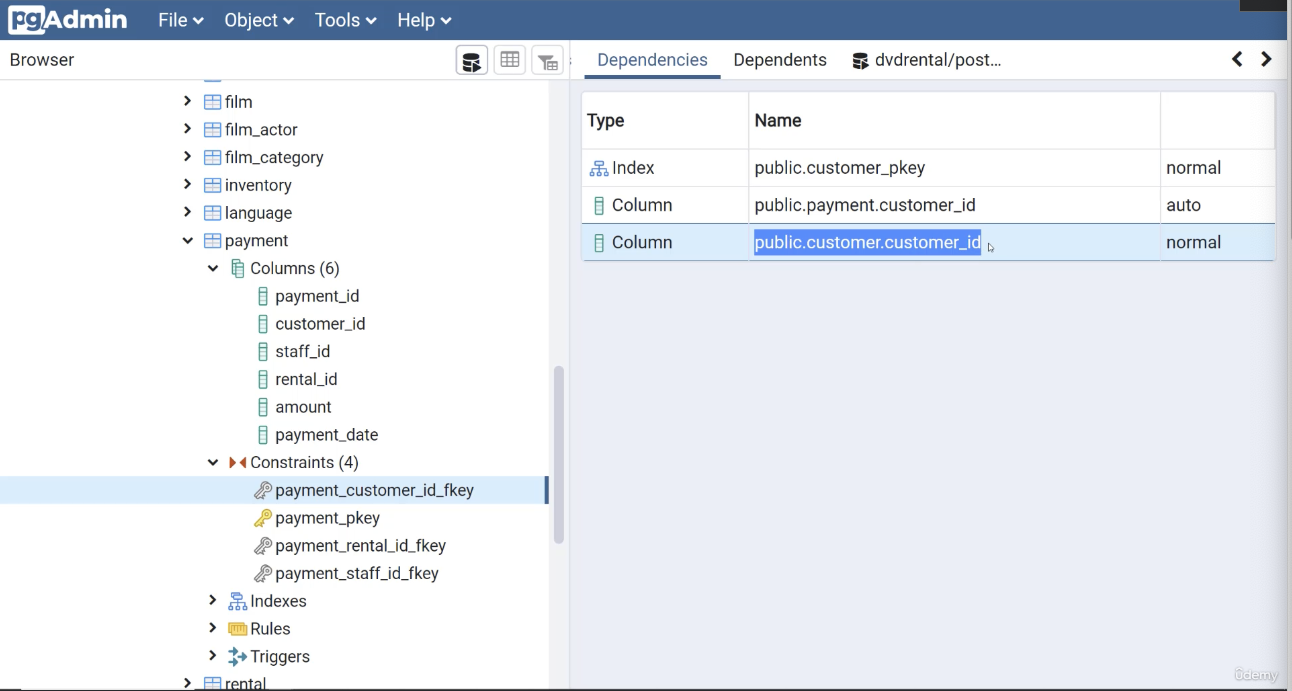 pgAdmin File Object Tools Help
Browser
Dependencies Dependents dvdrental/post...
film
film_actor
film_category
inventory
language
payment
Columns (6)
payment_id
customer_id
staff_id
rental_id
amount
payment_date
Constraints (4)
payment_customer_id_fkey
payment_pkey
payment_rental_id_fkey
payment_staff_id_fkey
Indexes
Rules
Triggers
rental
Type Name
Index public.customer_pkey normal
Column public.payment.customer_id auto
Column public.customer.customer_id normal
ûdemy